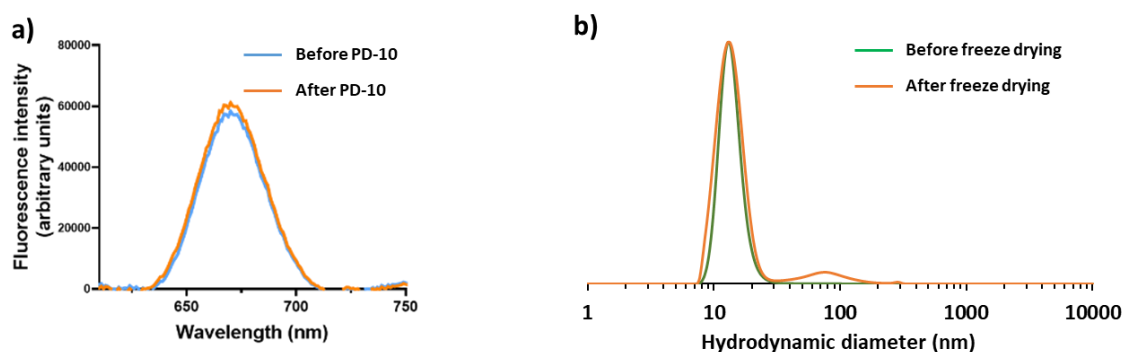 a)
80000
60000
40000
20000
0
Fluorescence intensity
(arbitrary units)
Before PD-10
After PD-10
650
700
750
Wavelength (nm)
b)
Before freeze drying
After freeze drying
1
10
100
1000
10000
Hydrodynamic diameter (nm)